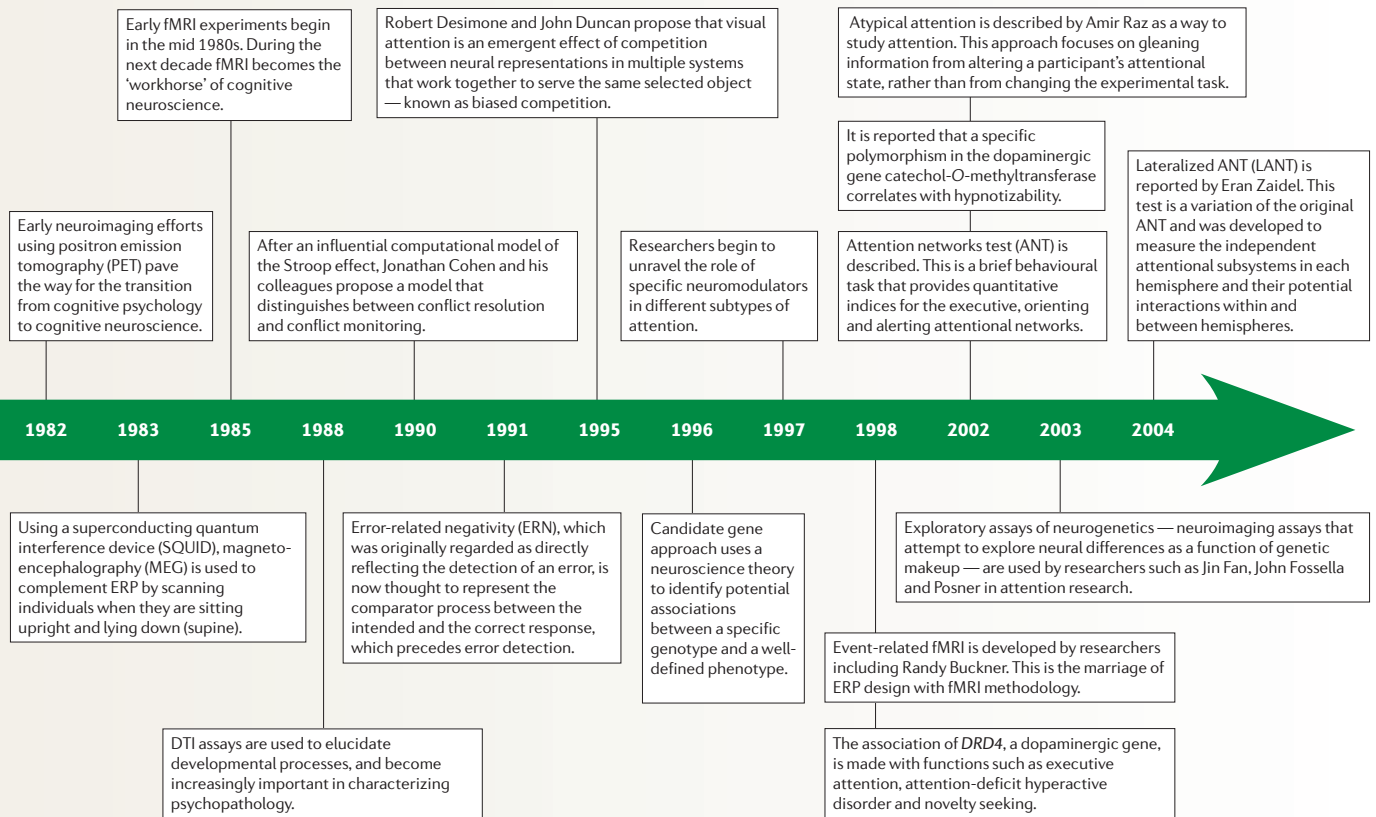 Early fMRI experiments begin
in the mid 1980s. During the
next decade fMRI becomes the
‘workhorse’ of cognitive
neuroscience.
Robert Desimone and John Duncan propose that visual
attention is an emergent effect of competition
between neural representations in multiple systems
that work together to serve the same selected object
— known as biased competition.
Atypical attention is described by Amir Raz as a way to
study attention. This approach focuses on gleaning
information from altering a participant’s attentional
state, rather than from changing the experimental task.
It is reported that a specific
polymorphism in the dopaminergic
gene catechol-O-methyltransferase
correlates with hypnotizability.
Lateralized ANT (LANT) is
reported by Eran Zaidel. This
test is a variation of the original
ANT and was developed to
measure the independent
attentional subsystems in each
hemisphere and their potential
interactions within and
between hemispheres.
Early neuroimaging efforts
using positron emission
tomography (PET) pave
the way for the transition
from cognitive psychology
to cognitive neuroscience.
After an influential computational model of
the Stroop effect, Jonathan Cohen and his
colleagues propose a model that
distinguishes between conflict resolution
and conflict monitoring.
Researchers begin to
unravel the role of
specific neuromodulators
in different subtypes of
attention.
Attention networks test (ANT) is
described. This is a brief behavioural
task that provides quantitative
indices for the executive, orienting
and alerting attentional networks.
1982 1983 1985 1988 1990 1991 1995 1996 1997 1998 2002 2003 2004
Using a superconducting quantum
interference device (SQUID), magneto-
encephalography (MEG) is used to
complement ERP by scanning
individuals when they are sitting
upright and lying down (supine).
Error-related negativity (ERN), which
was originally regarded as directly
reflecting the detection of an error, is
now thought to represent the
comparator process between the
intended and the correct response,
which precedes error detection.
Candidate gene
approach uses a
neuroscience theory
to identify potential
associations
between a specific
genotype and a well-
defined phenotype.
Exploratory assays of neurogenetics — neuroimaging assays that
attempt to explore neural differences as a function of genetic
makeup — are used by researchers such as Jin Fan, John Fossella
and Posner in attention research.
Event-related fMRI is developed by researchers
including Randy Buckner. This is the marriage of
ERP design with fMRI methodology.
DTI assays are used to elucidate
developmental processes, and become
increasingly important in characterizing
psychopathology.
The association of DRD4, a dopaminergic gene,
is made with functions such as executive
attention, attention-deficit hyperactive
disorder and novelty seeking.